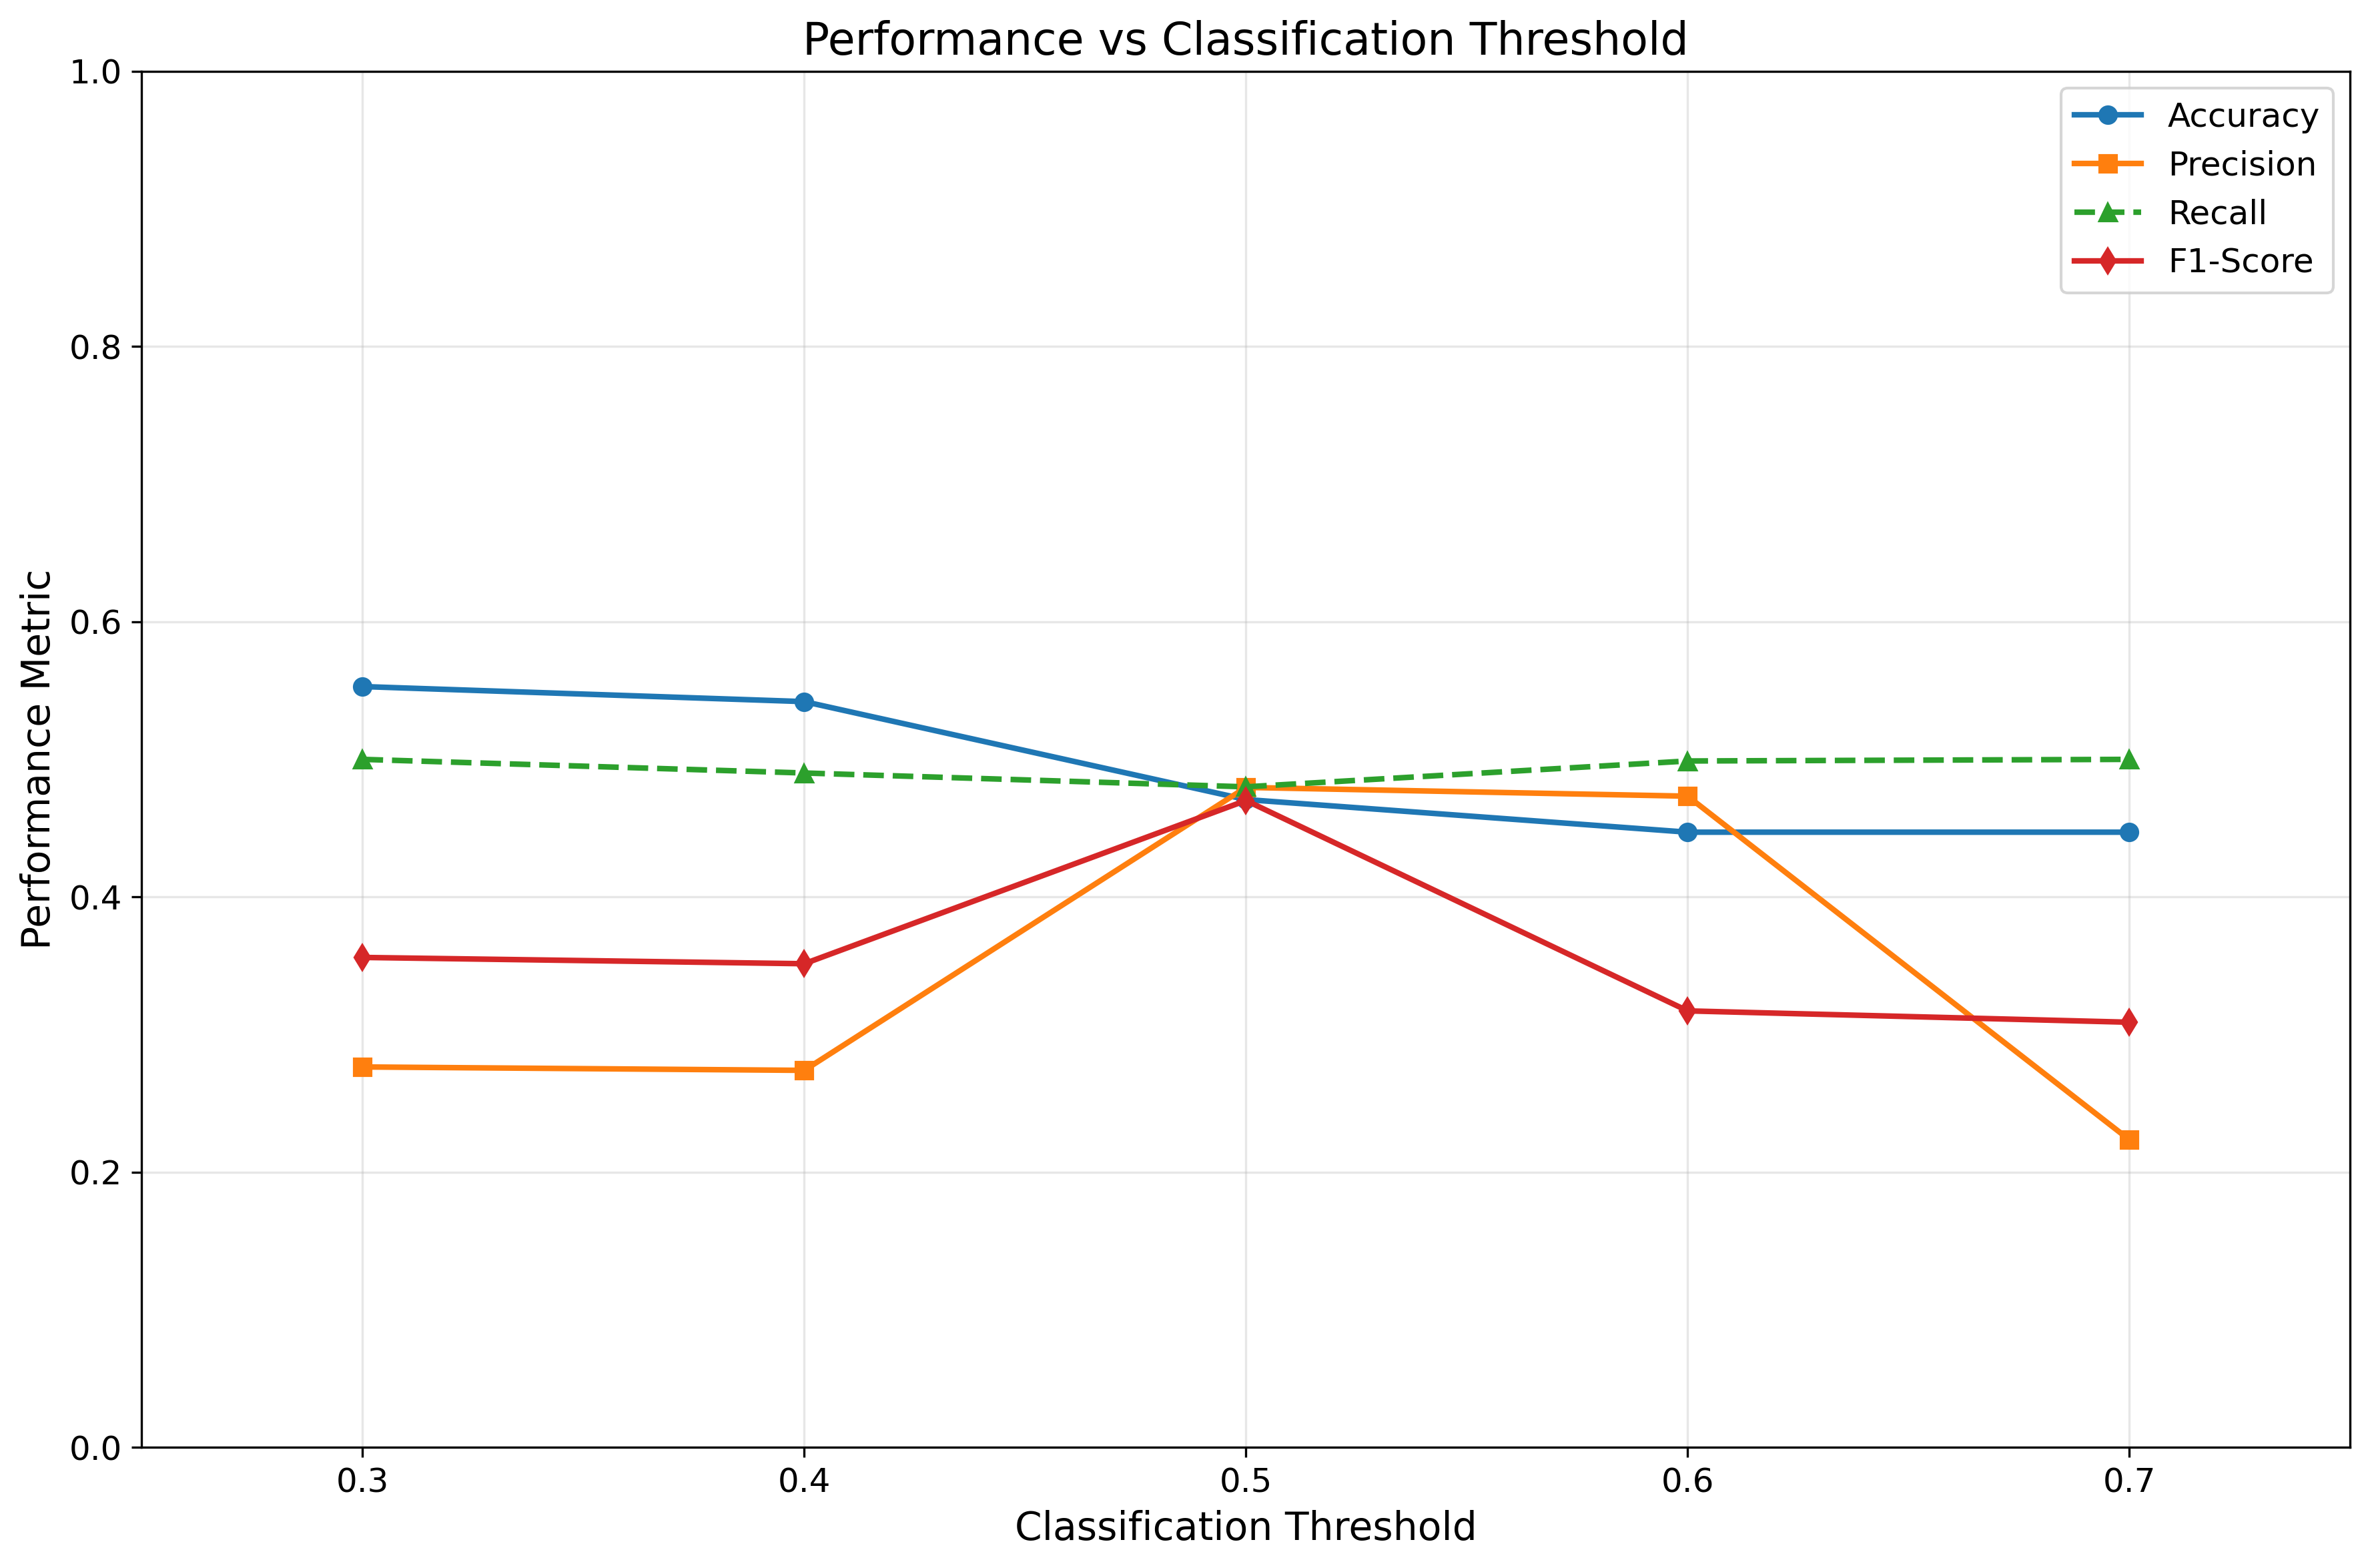 Performance vs Classification Threshold
1.0
0.8
0.6
0.4
0.2
0.0
Performance Metric
Accuracy
Precision
Recall
F1-Score
0.3 0.4 0.5 0.6 0.7
Classification Threshold